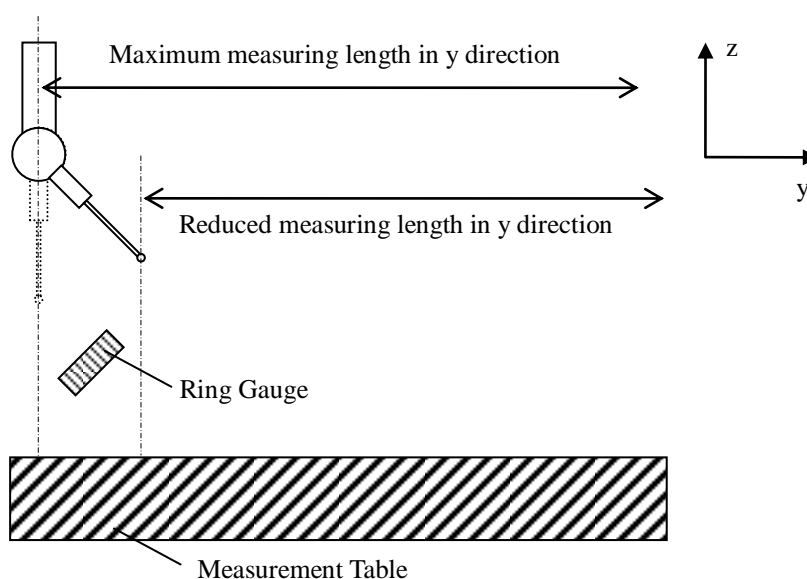 Maximum measuring length in y direction
z
y
Reduced measuring length in y direction
Ring Gauge
Measurement Table